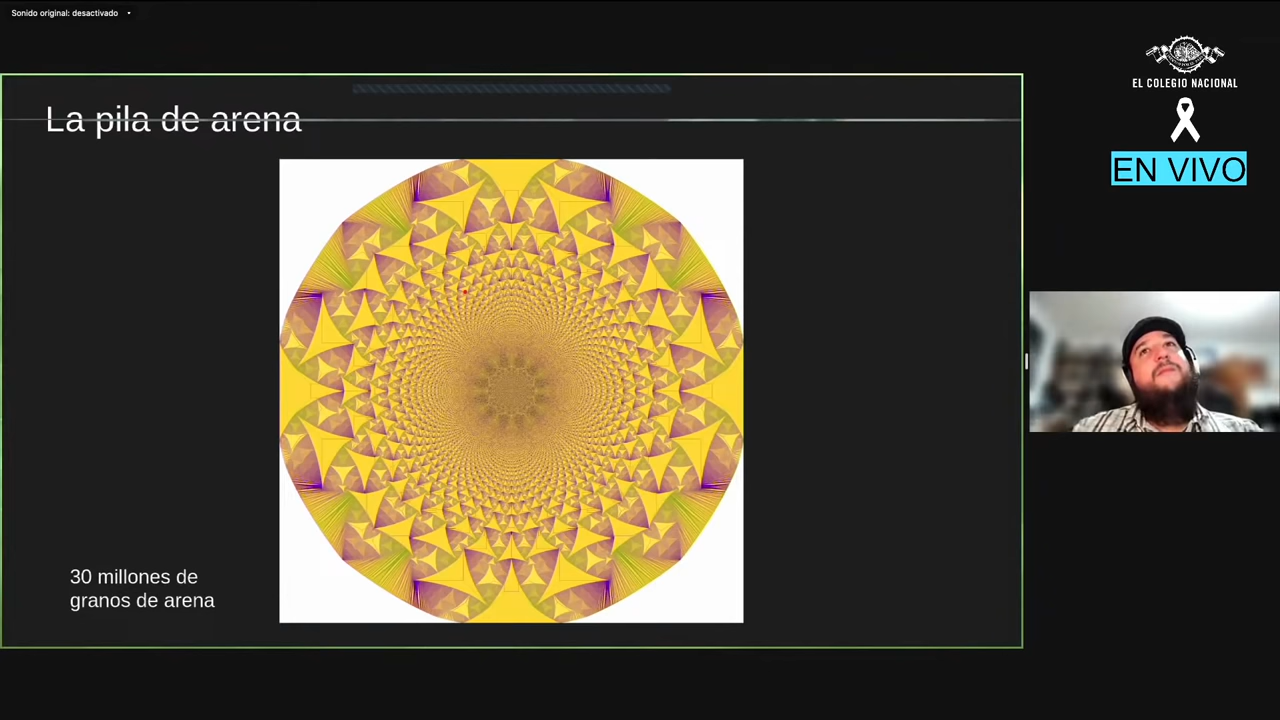 Sonido original: desactivado
EL COLEGIO NACIONAL
EN VIVO
La pila de arena
30 millones de
granos de arena